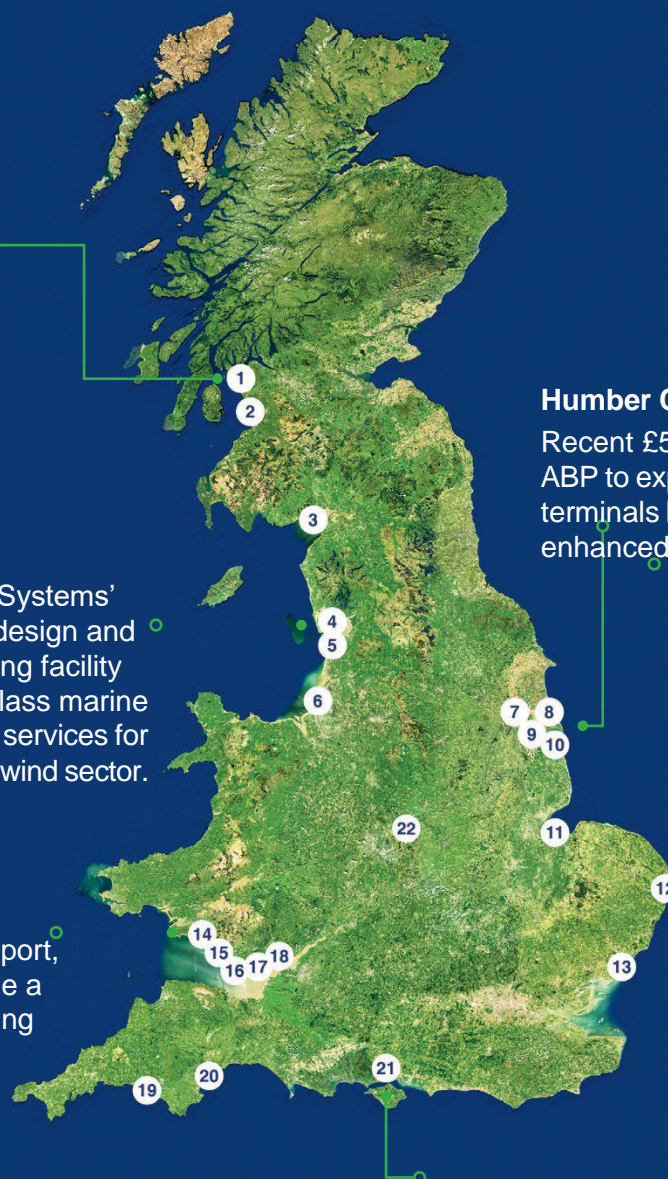 1
2
Humber C
Recent £5
ABP to exp
terminals
enhanced
3
Systems’
design and
ng facility
lass marine
services for
wind sector.
4
5
6
7
8
9
10
22
11
12
port,
e a
ng
14
15
16
17
18
13
19
20
21